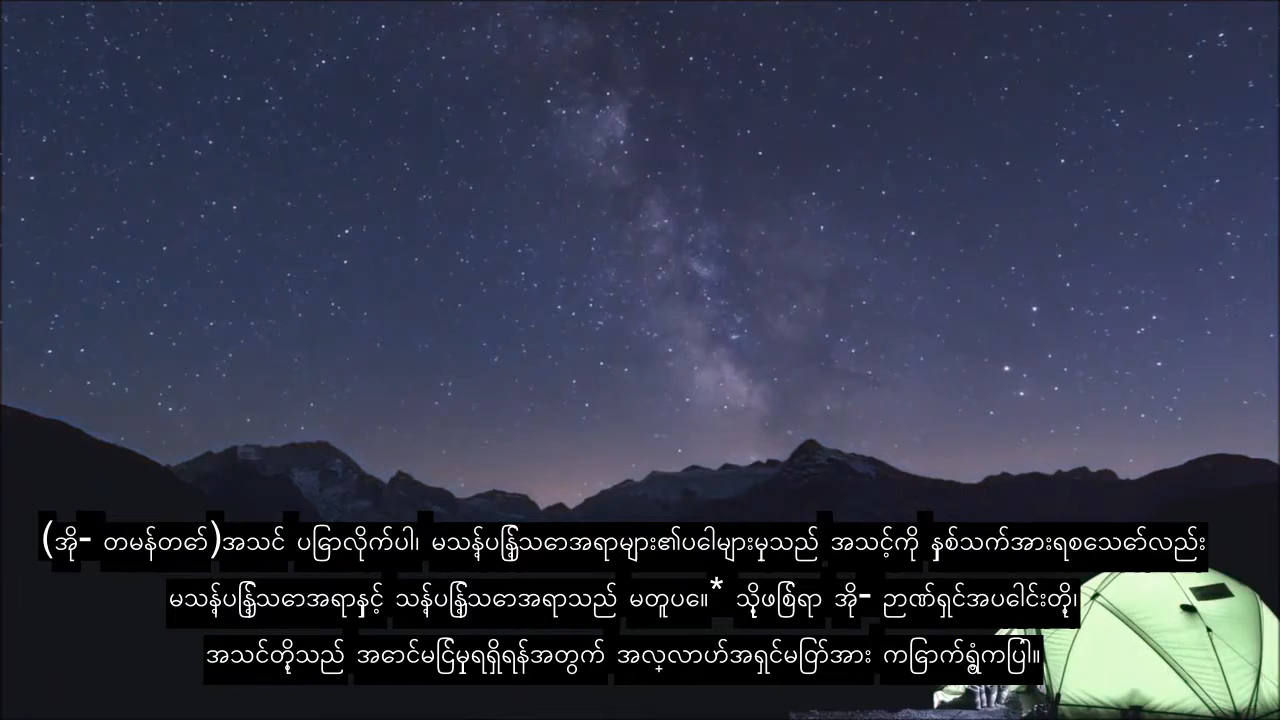 (အို- တမန်တော်)အသင် ပြောလိုက်ပါ၊ မသန့်ပြန့်သောအရာများ၏ပေါများမှုသည် အသင့်ကို နှစ်သက်အားရစေသော်လည်း
မသန်ပြန့်သောအရာနှင့် သန်ပြန့်သောအရာသည် မတူပေ။* သို့ဖြစ်ရာ အို- ဉာဏ်ရှင်အပေါင်းတို့၊
အသင်တို့သည် အောင်မြင်မှုရရှိရန်အတွက် အလ္လာဟ်အရှင်မြတ်အား ကြောက်ရွံ့ကြပါ။